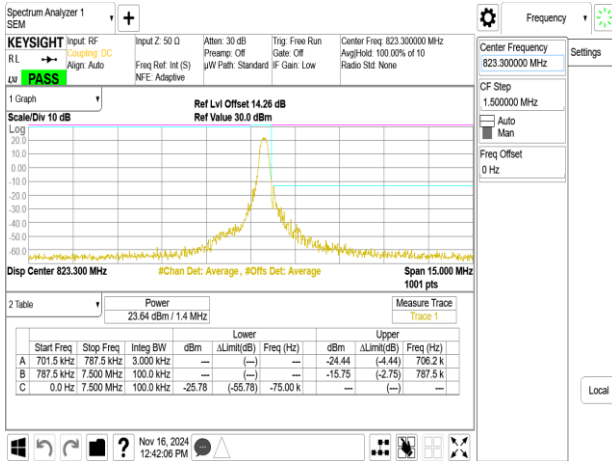 Spectrum Analyzer 1
SEM
Frequency
KEYSIGHT
RL
PASS
Input: RF
Coupling: DC
Align: Auto
Input Z: 50 Ω
Freq Ref: Int (S)
NFE: Adaptive
Atten: 30 dB
Preamp: Off
µW Path: Standard
Trig: Free Run
Gate: Off
IF Gain: Low
Center Freq: 823.300000 MHz
Avg|Hold: 100.00% of 10
Radio Std: None
Center Frequency
823.300000 MHz
Settings
CF Step
1.500000 MHz
Auto
Man
Freq Offset
0 Hz
Local
1 Graph
Scale/Div 10 dB
Ref Lvl Offset 14.26 dB
Ref Value 30.0 dBm
Log
20.0
10.0
0.00
-10.0
-20.0
-30.0
-40.0
-50.0
-60.0
Disp Center 823.300 MHz
#Chan Det: Average, #Offs Det: Average
Span 15.000 MHz
1001 pts
2 Table
Power
23.64 dBm / 1.4 MHz
Measure Trace
Trace 1
Lower Upper
Start Freq Stop Freq Integ BW dBm ΔLimit(dB) Freq (Hz) dBm ΔLimit(dB) Freq (Hz)
A 701.5 kHz 787.5 kHz 3.000 kHz --- (---) --- -24.44 (-4.44) 706.2 k
B 787.5 kHz 7.500 MHz 100.0 kHz --- (---) --- -15.75 (-2.75) 787.5 k
C 0.0 Hz 7.500 MHz 100.0 kHz -25.78 (-55.78) -75.00 k --- (---) ---
?
Nov 16, 2024
12:42:06 PM